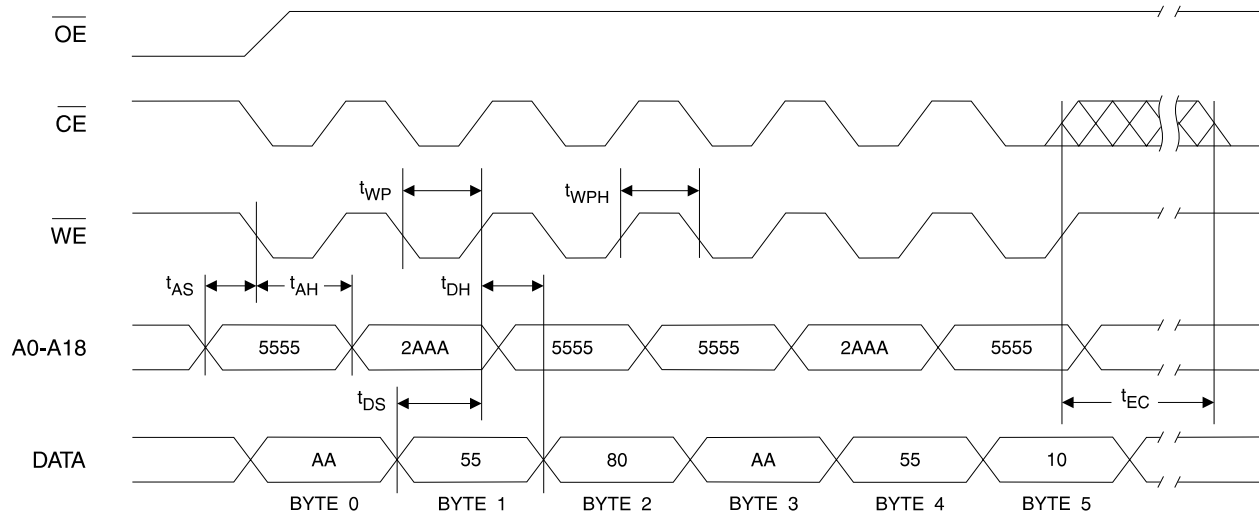 OE
CE
tWP
tWPH
WE
tAS
tAH
tDH
A0-A18 5555 2AAA 5555 5555 2AAA 5555
tDS
tEC
DATA AA 55 80 AA 55 10
BYTE 0 BYTE 1 BYTE 2 BYTE 3 BYTE 4 BYTE 5